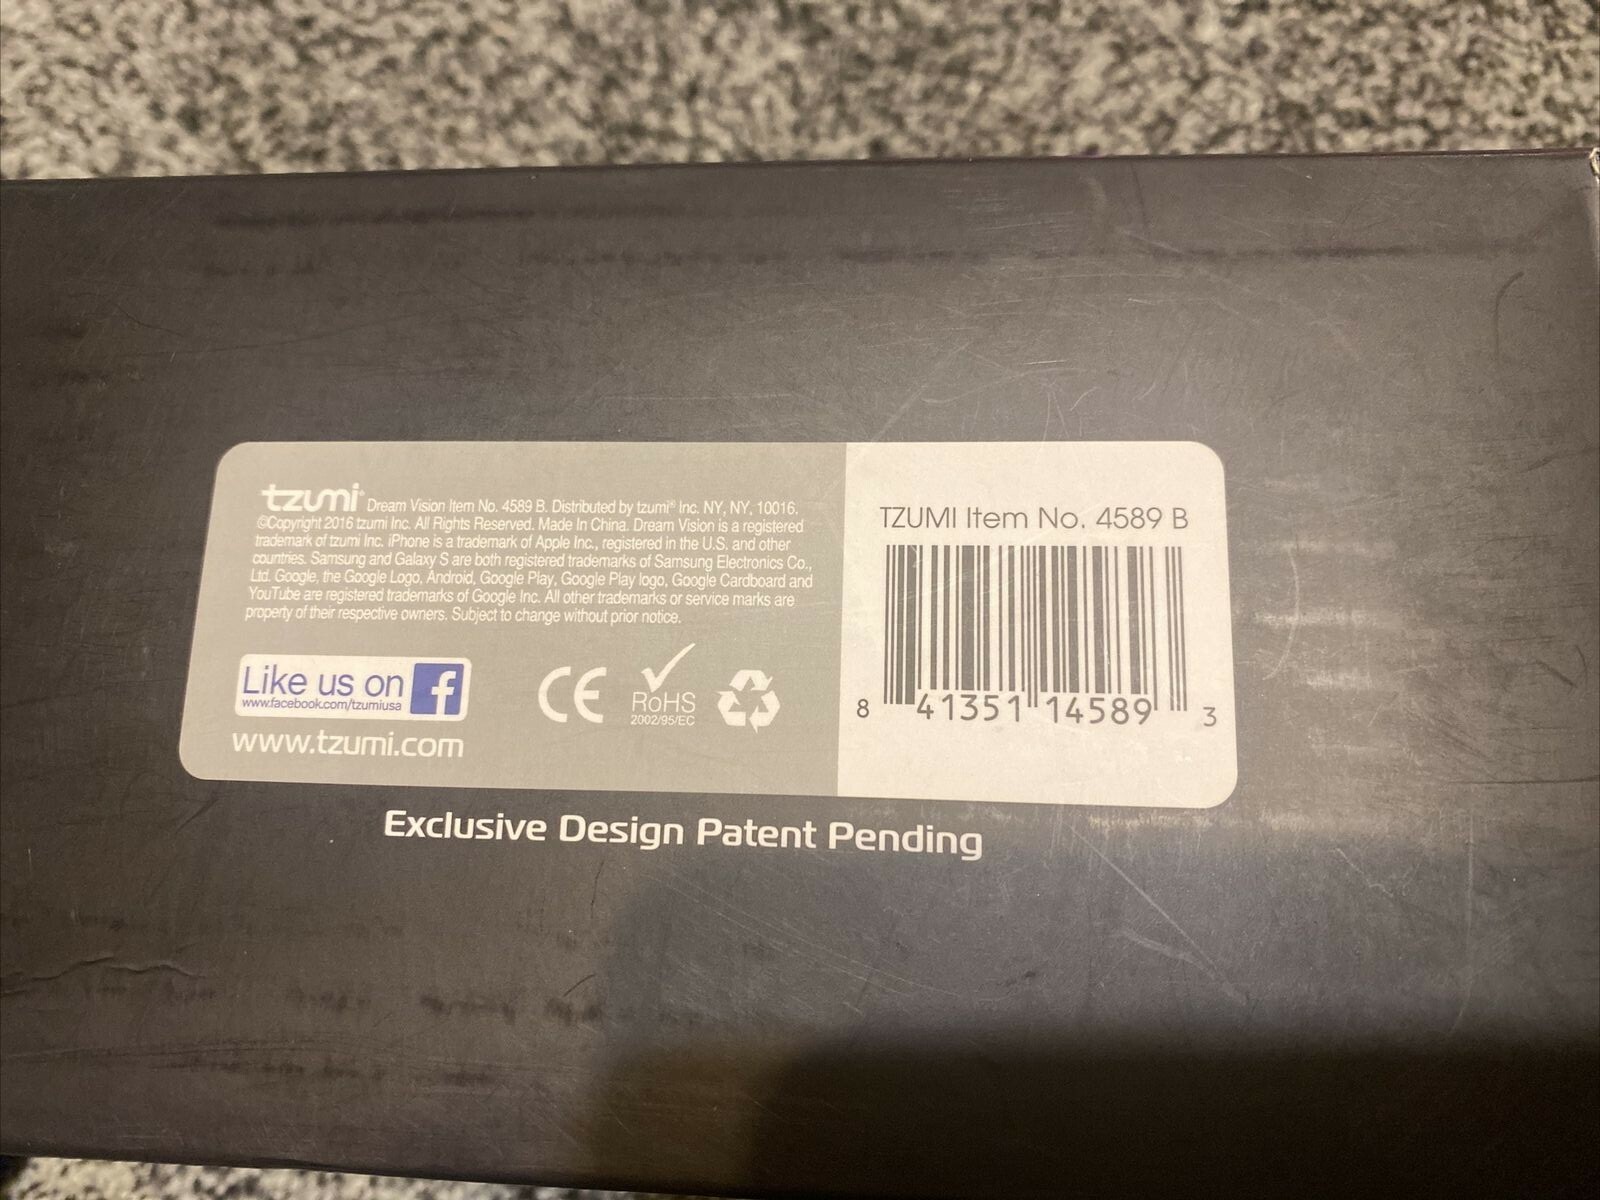 tzumi® Dream Vision Item No. 4589 B. Distributed by tzumi® Inc. NY, NY, 10016.
©Copyright 2016 tzumi Inc. All Rights Reserved. Made In China. Dream Vision is a registered
trademark of tzumi Inc. iPhone is a trademark of Apple Inc., registered in the U.S. and other
countries. Samsung and Galaxy S are both registered trademarks of Samsung Electronics Co.,
Ltd. Google, the Google Logo, Android, Google Play, Google Play logo, Google Cardboard and
YouTube are registered trademarks of Google Inc. All other trademarks or service marks are
property of their respective owners. Subject to change without prior notice.
Like us on f
www.facebook.com/tzumiusa
CE
RoHS
2002/95/EC
www.tzumi.com
TZUMI Item No. 4589 B
8 41351 14589 3
Exclusive Design Patent Pending